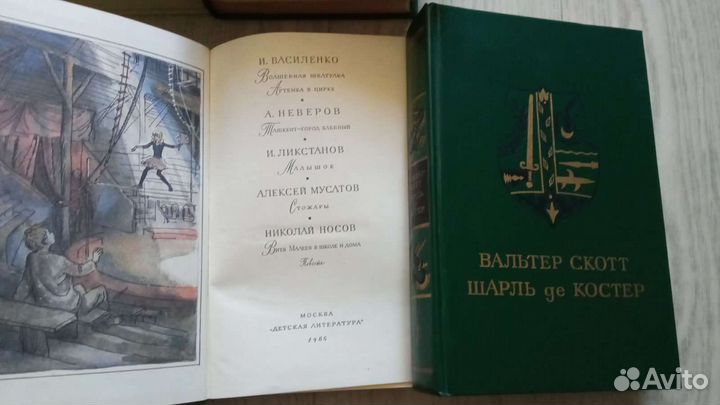 И. ВАСИЛЕНКО
Волшебная шкатулка
Артемка в цирке
А. НЕВЕРОВ
Ташкент–город хлебный
И. ЛИКСТАНОВ
Малышок
АЛЕКСЕЙ МУСАТОВ
Стожары
НИКОЛАЙ НОСОВ
Витя Малеев в школе и дома
Повести
МОСКВА
"ДЕТСКАЯ ЛИТЕРАТУРА"
ВАЛЬТЕР СКОТТ
ШАРЛЬ де КОСТЕР
Avito